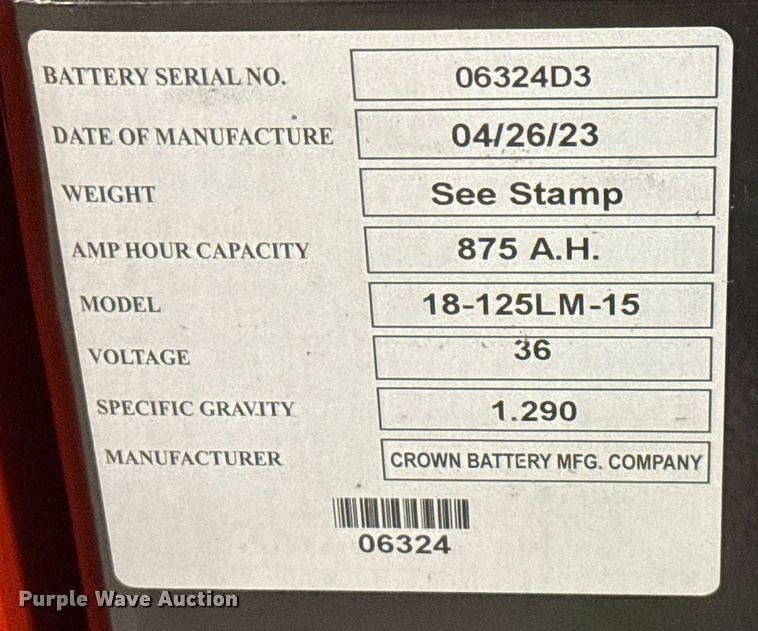 BATTERY SERIAL NO. 06324D3
DATE OF MANUFACTURE 04/26/23
WEIGHT See Stamp
AMP HOUR CAPACITY 875 A.H.
MODEL 18-125LM-15
VOLTAGE 36
SPECIFIC GRAVITY 1.290
MANUFACTURER CROWN BATTERY MFG. COMPANY
06324
Purple Wave Auction